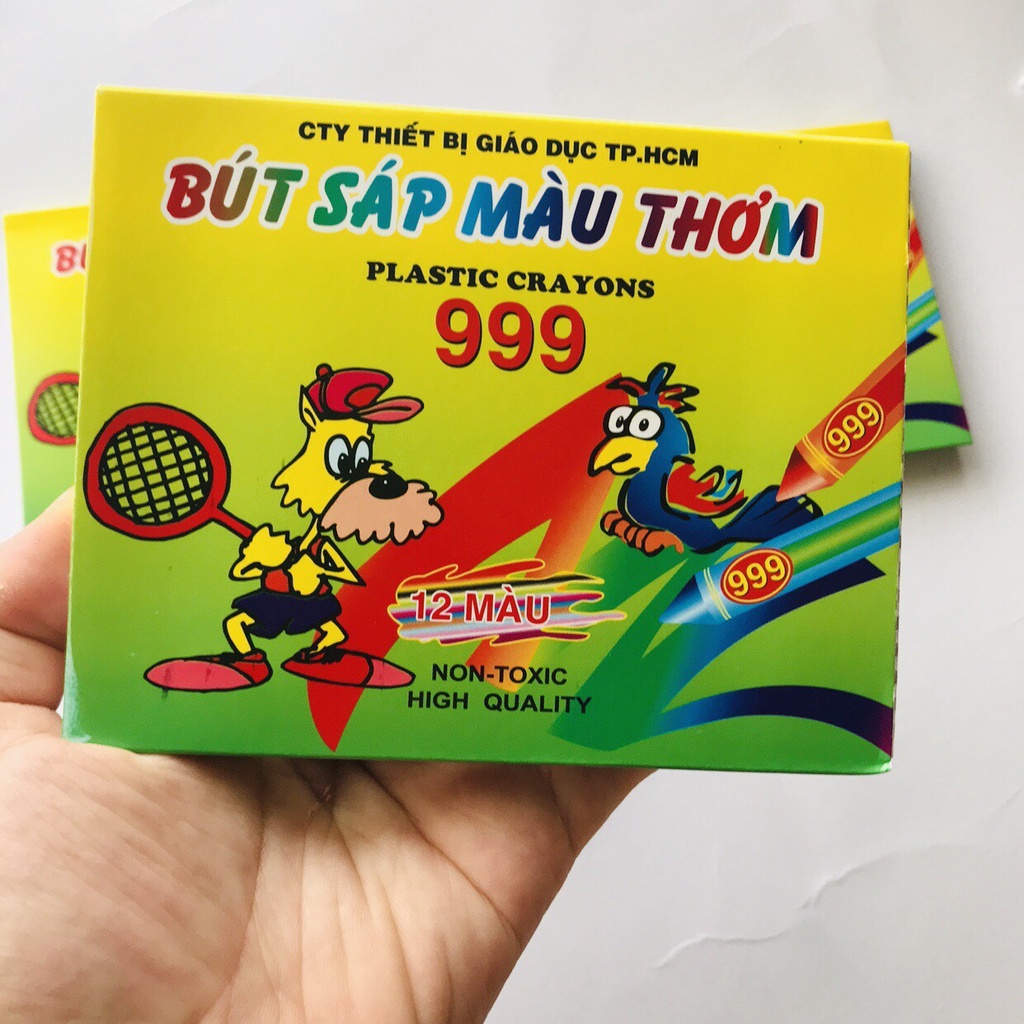 CTY THIẾT BỊ GIÁO DỤC TP.HCM
BÚT SÁP MÀU THƠM
PLASTIC CRAYONS
999
999
999
12 MÀU
NON-TOXIC
HIGH QUALITY
BÚ